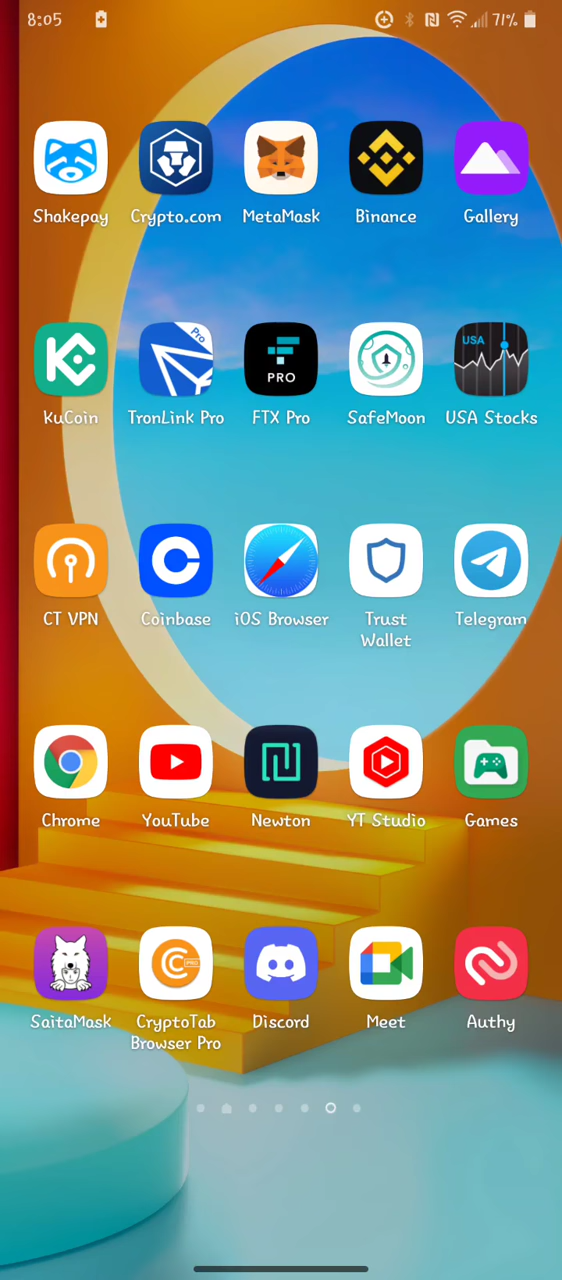 8:05 71%
Shakepay Crypto.com MetaMask Binance Gallery
Pro
PRO
USA
KuCoin TronLink Pro FTX Pro SafeMoon USA Stocks
CT VPN Coinbase iOS Browser Trust Telegram
Wallet
Chrome YouTube Newton YT Studio Games
PRO
SaitaMask CryptoTab Discord Meet Authy
Browser Pro